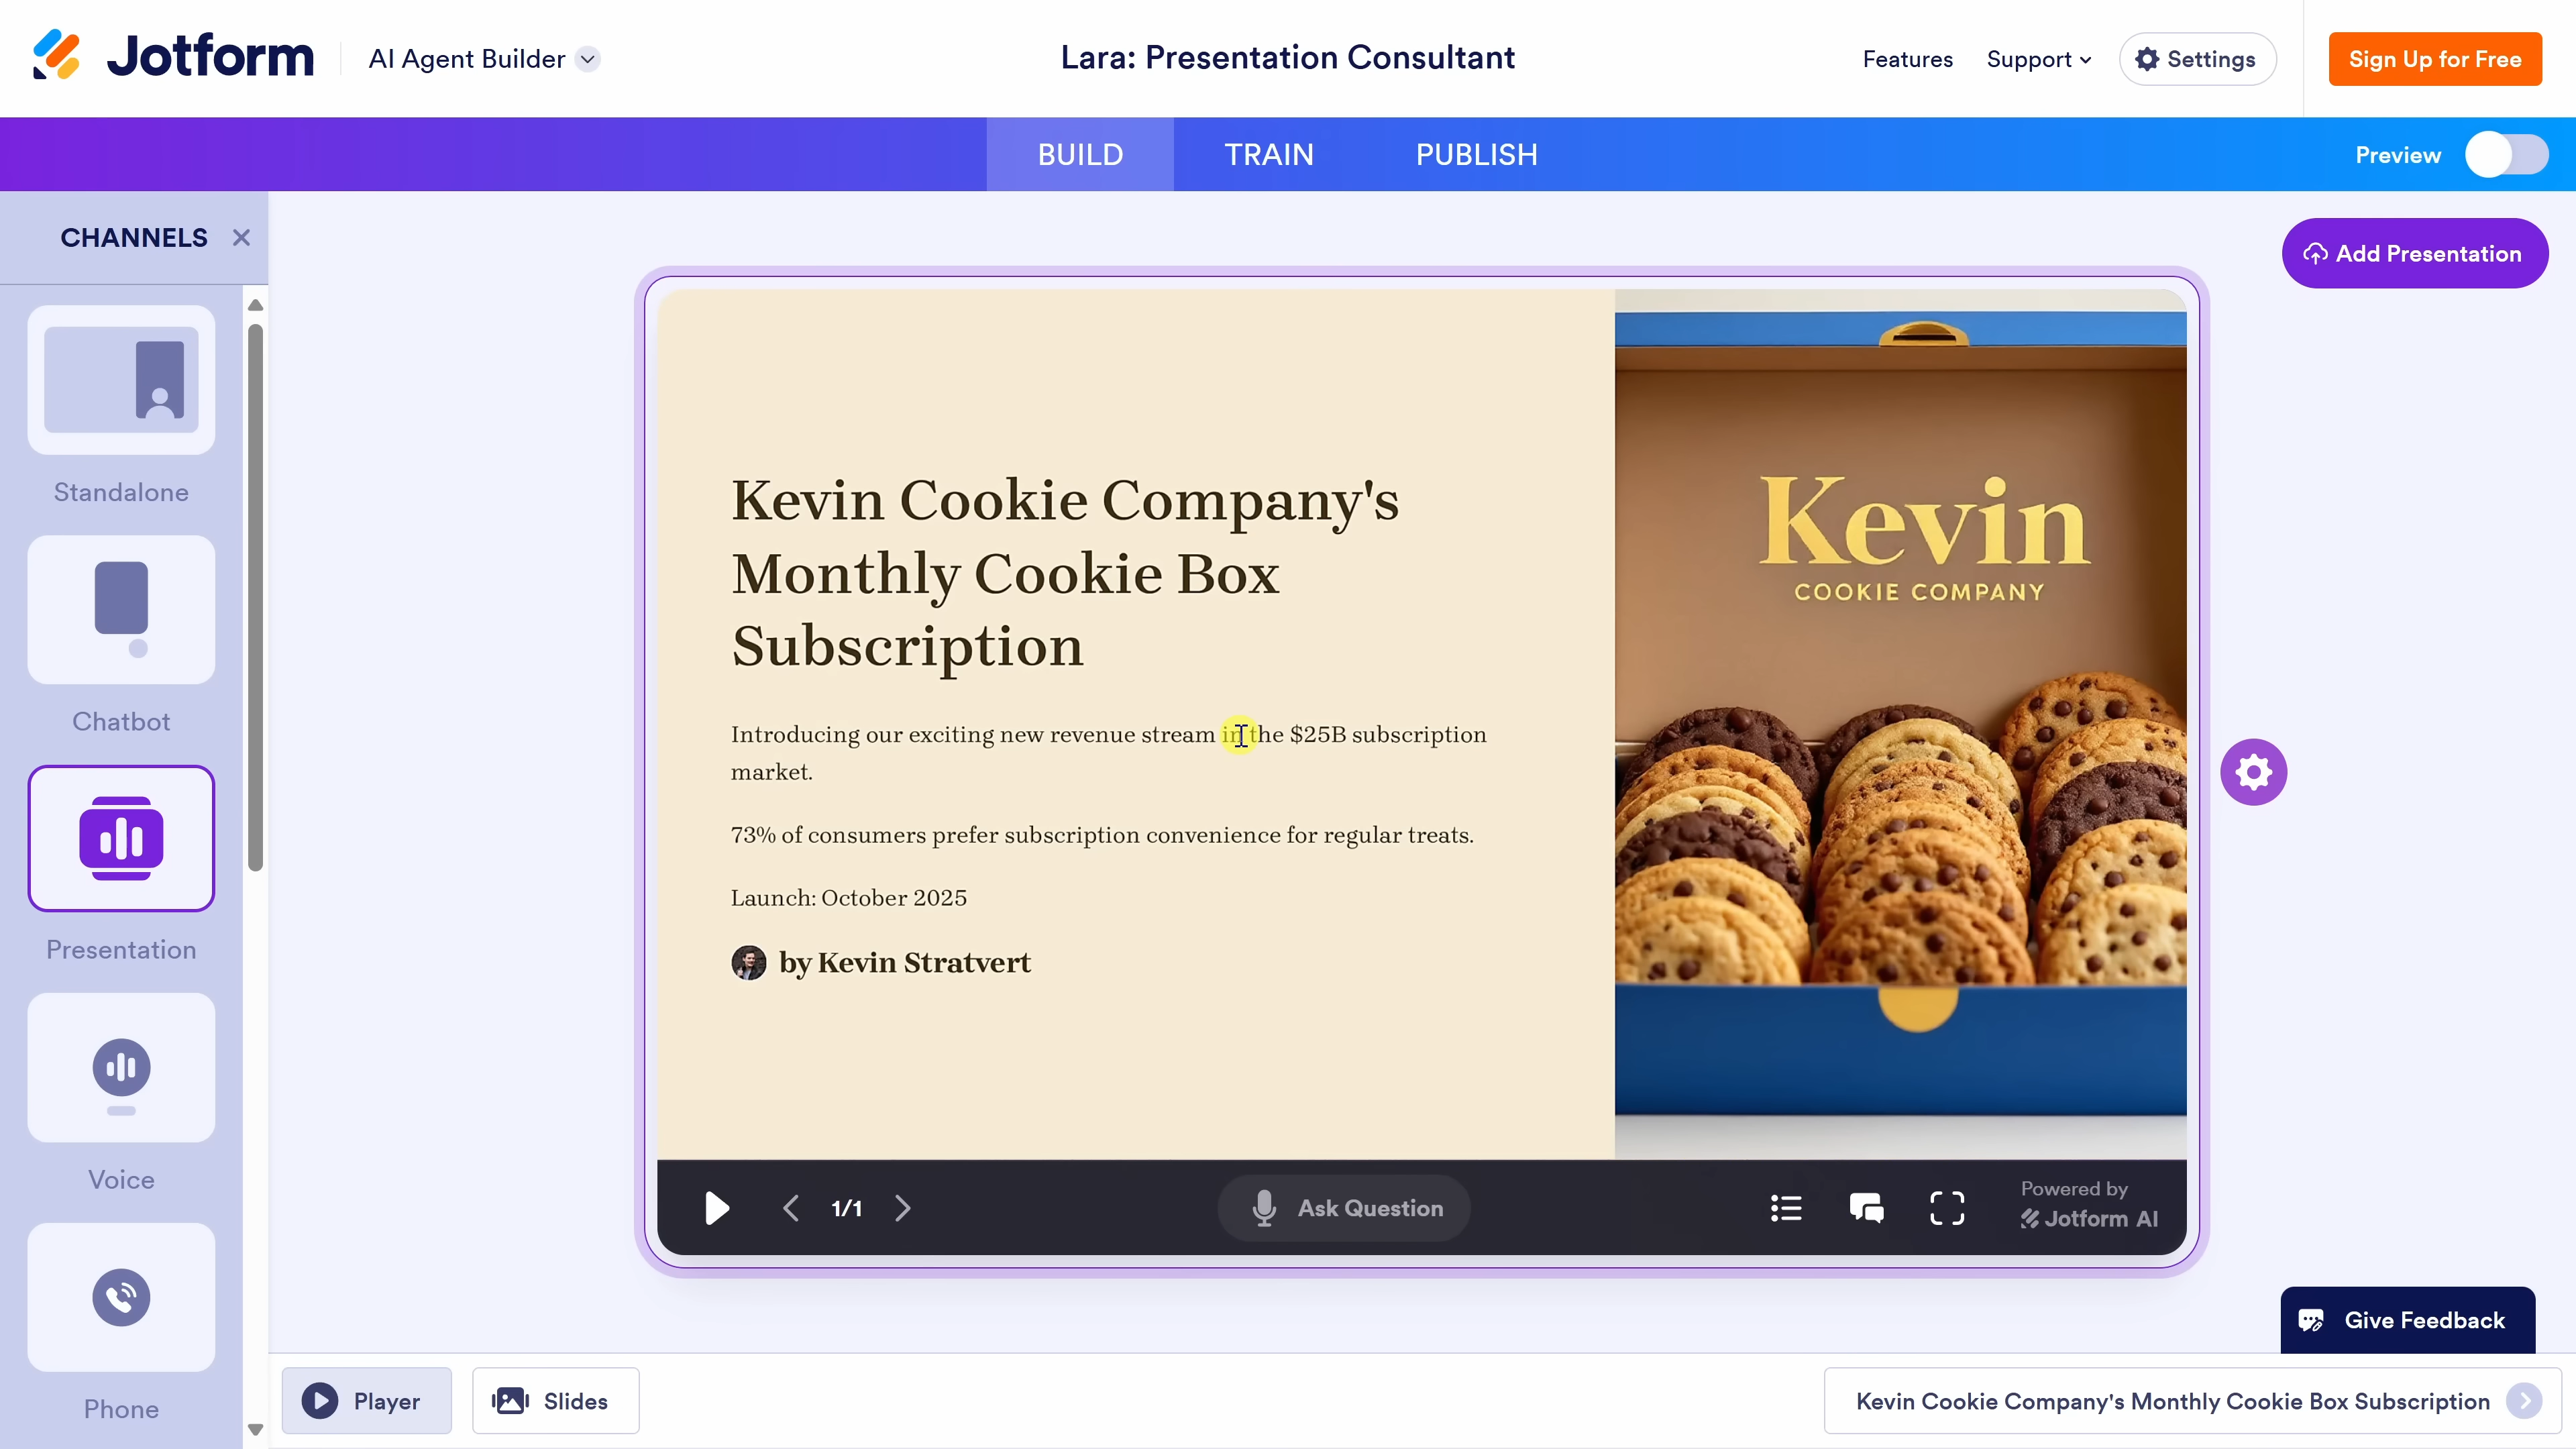 Jotform
AI Agent Builder
Lara: Presentation Consultant
Features
Support
Settings
Sign Up for Free
BUILD
TRAIN
PUBLISH
Preview
CHANNELS
Add Presentation
Standalone
Chatbot
Presentation
Voice
Phone
Kevin Cookie Company's
Monthly Cookie Box
Subscription
Introducing our exciting new revenue stream in the $25B subscription
market.
73% of consumers prefer subscription convenience for regular treats.
Launch: October 2025
by Kevin Stratvert
Kevin
COOKIE COMPANY
1/1
Ask Question
Powered by
Jotform AI
Give Feedback
Player
Slides
Kevin Cookie Company's Monthly Cookie Box Subscription